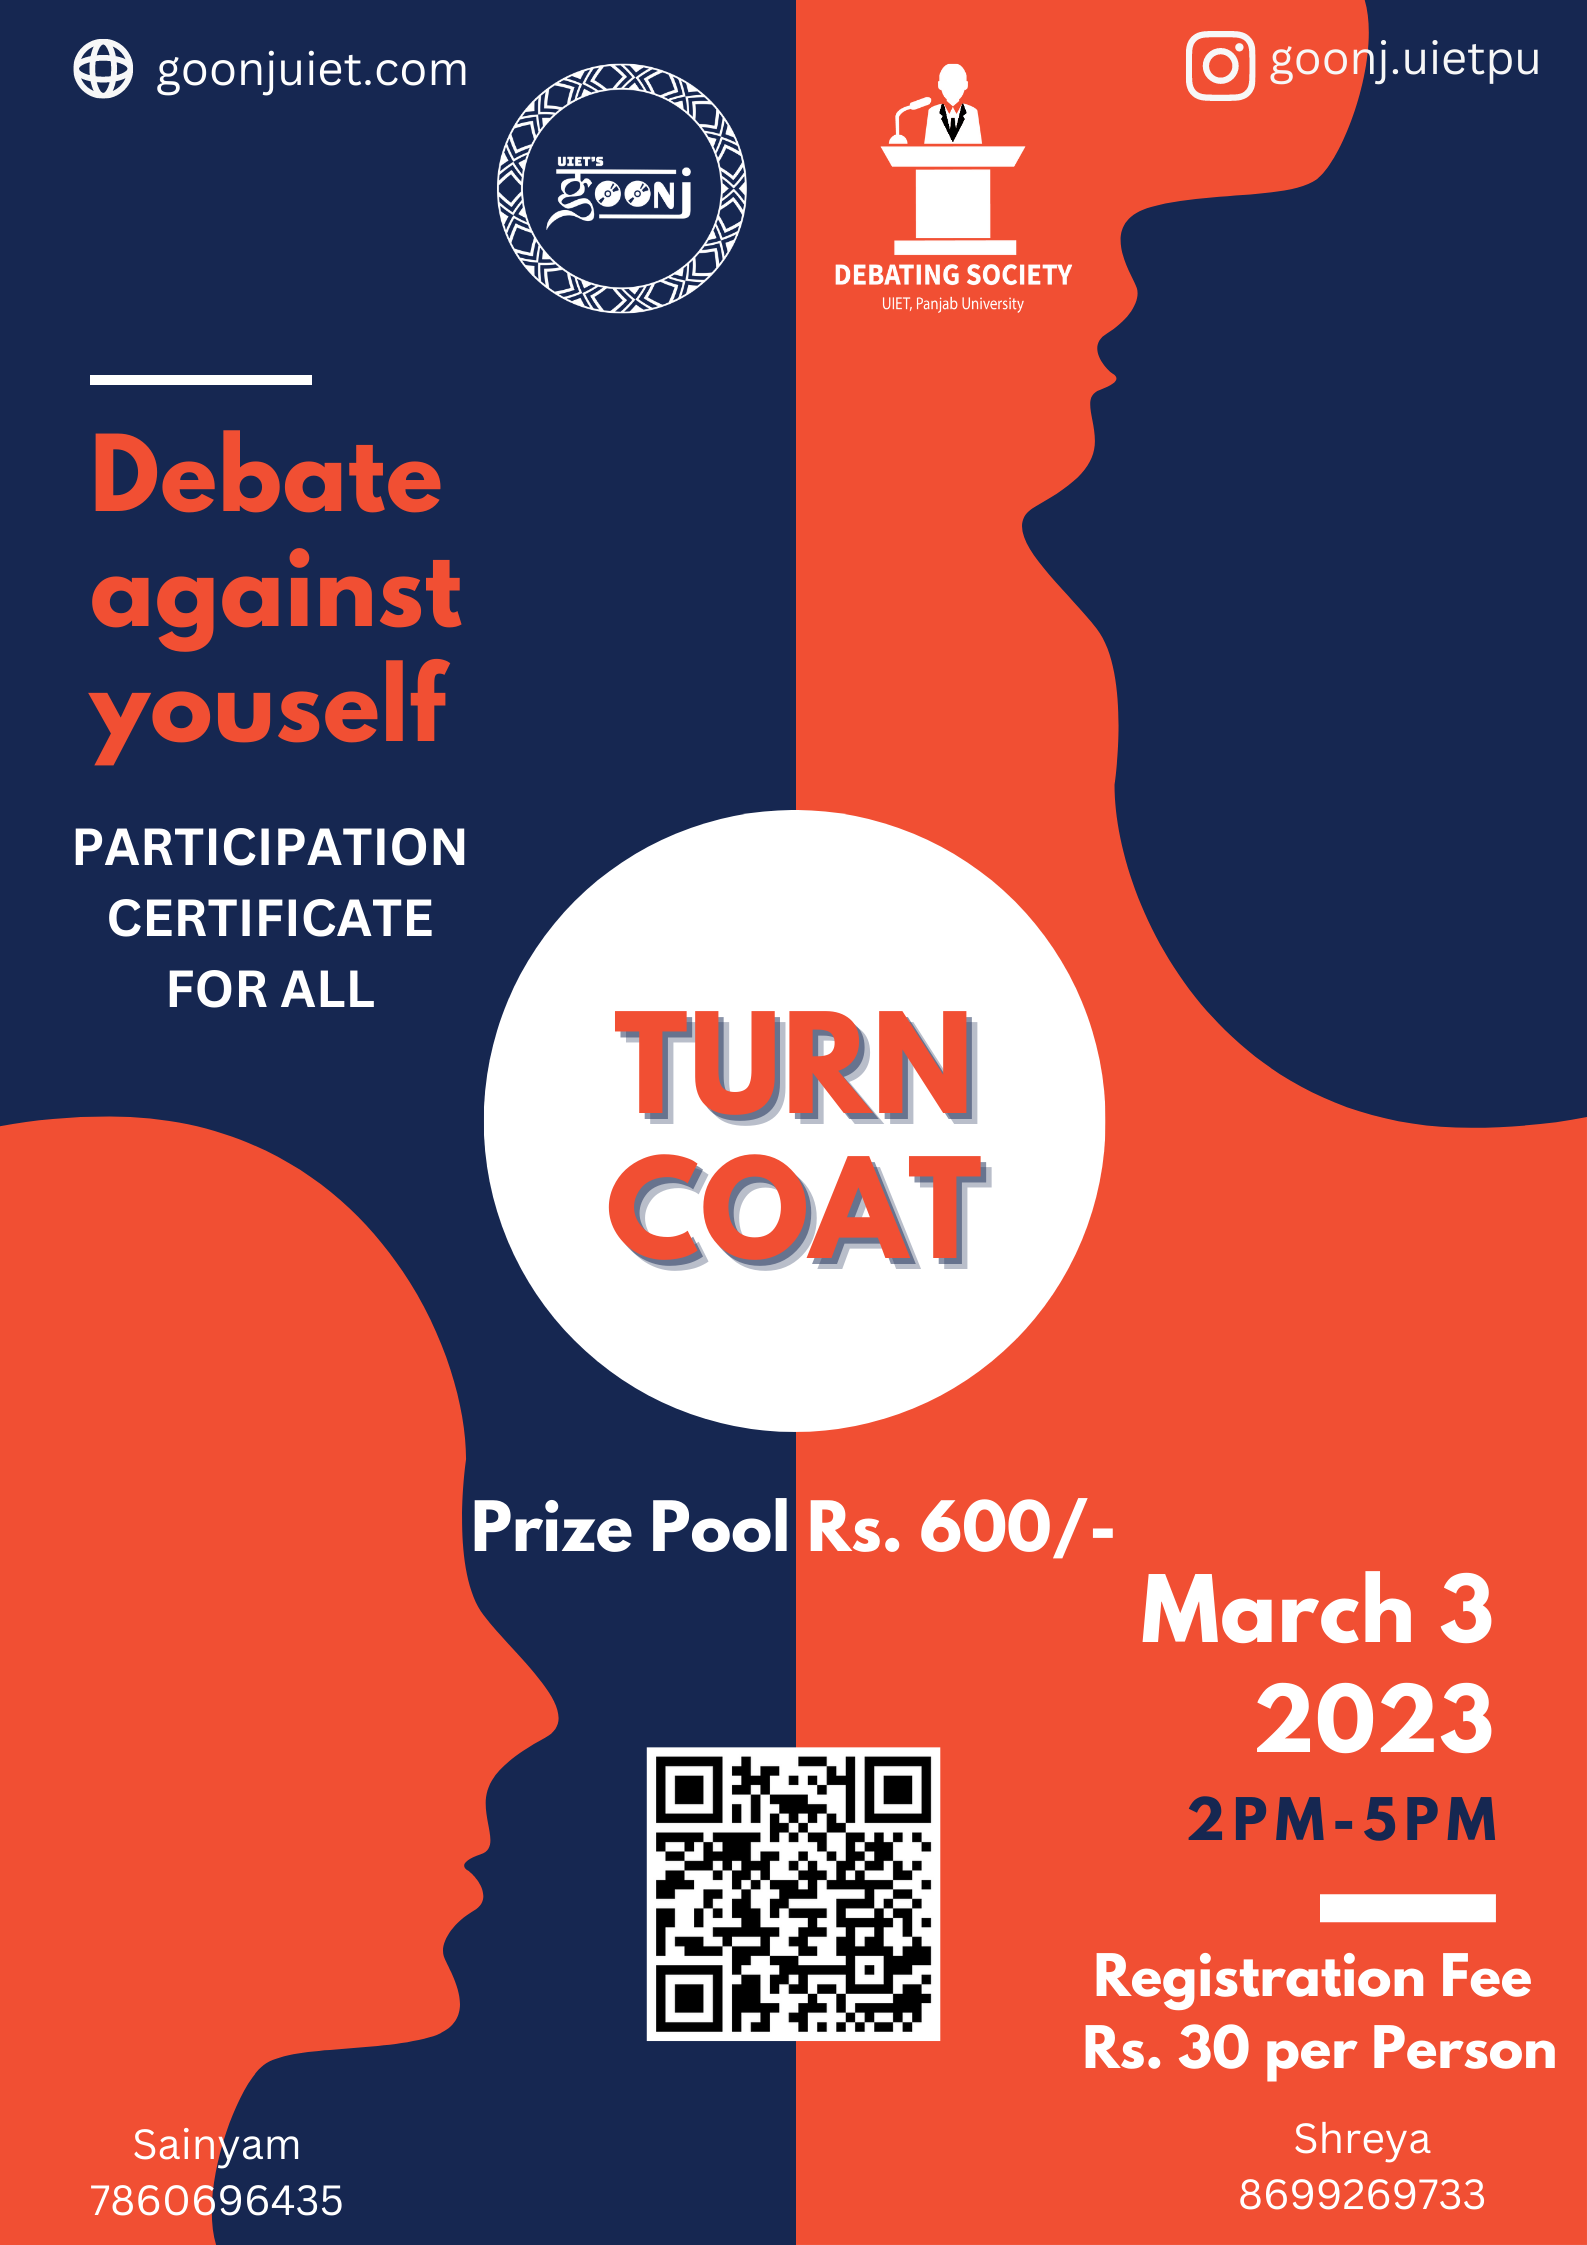 goonjuiet.com
goonj.uietpu
UIET'S
goonj
DEBATING SOCIETY
UIET, Panjab University
Debate
against
youself
PARTICIPATION
CERTIFICATE
FOR ALL
TURN
COAT
Prize Pool Rs. 600/-
March 3
2023
2PM-5PM
Registration Fee
Rs. 30 per Person
Sainyam
7860696435
Shreya
8699269733